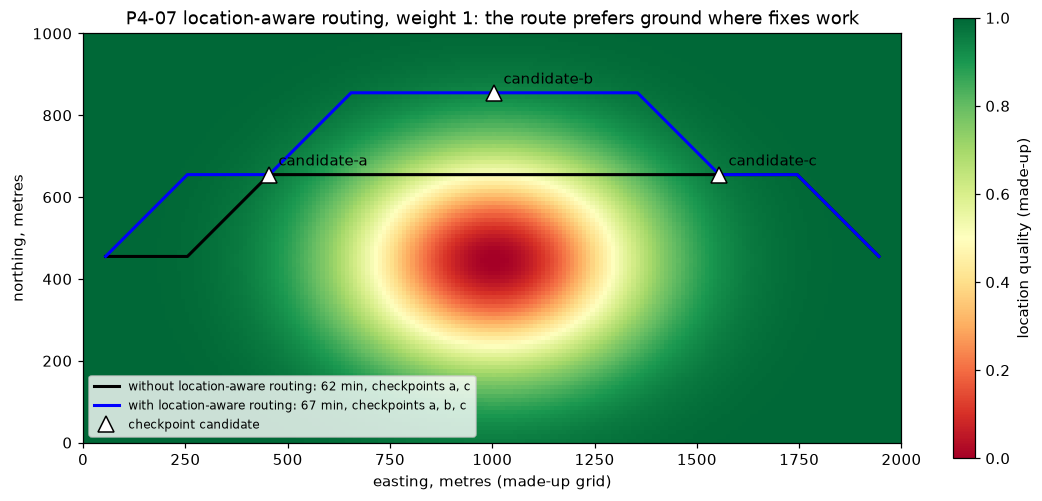 P4-07 location-aware routing, weight 1: the route prefers ground where fixes work
1000
800
600
400
200
0
northing, metres
candidate-b
candidate-a
candidate-c
without location-aware routing: 62 min, checkpoints a, c
with location-aware routing: 67 min, checkpoints a, b, c
checkpoint candidate
0
250
500
750
1000
1250
1500
1750
2000
easting, metres (made-up grid)
1.0
0.8
0.6
0.4
0.2
0.0
location quality (made-up)